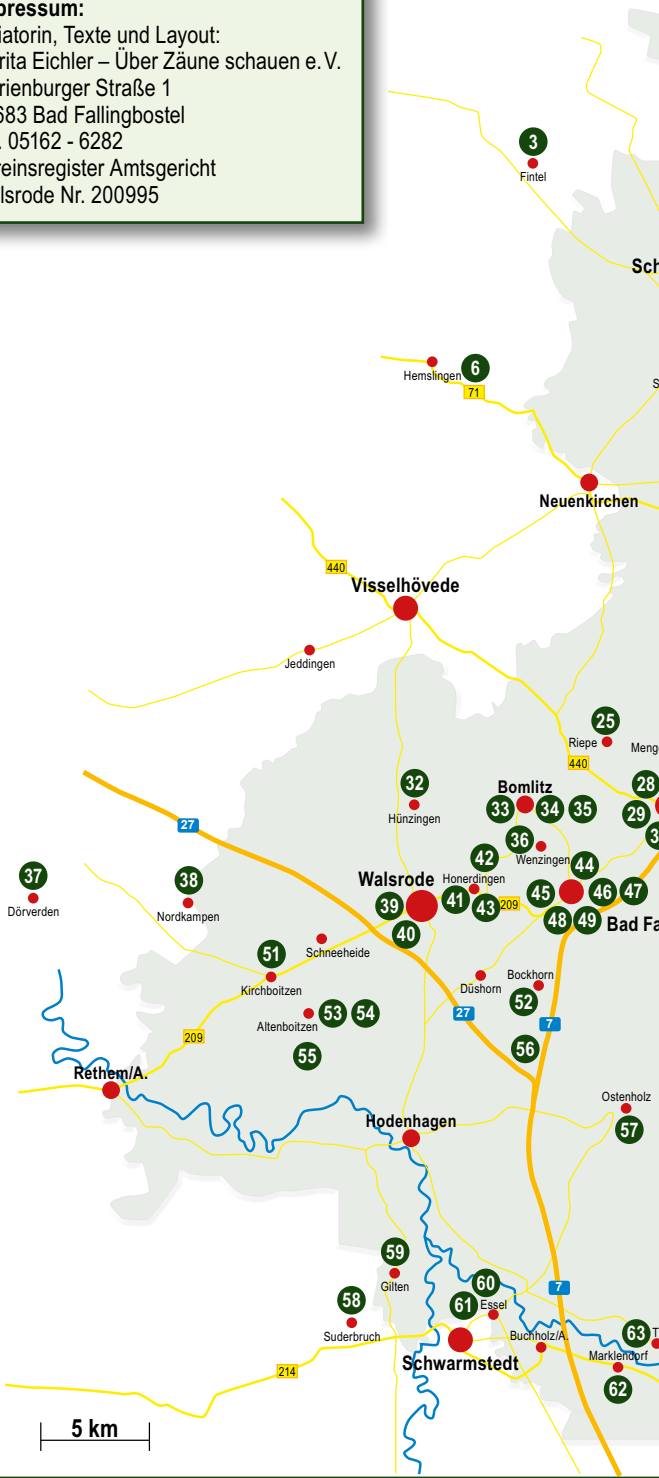 pressum:
iatorin, Texte und Layout:
rita Eichler – Über Zäune schauen e.V.
rienburger Straße 1
683 Bad Fallingbostel
. 05162 - 6282
reinsregister Amtsgericht
lsrode Nr. 200995
3
Fintel
Sch
Hemslingen
6
71
S
Neuenkirchen
440
Visselhövede
Jeddingen
25
Riepe
Meng
440
28
27
32
Hünzingen
Bomlitz
33
34
35
29
3
36
Wenzingen
42
44
37
Dörverden
38
Nordkampen
Walsrode
Honerdingen
39
41
43
209
45
46
47
40
48
49
Bad Fa
51
Schneeheide
Kirchboitzen
Düshorn
Bockhorn
52
Altenboitzen
53
54
27
7
209
55
56
Rethem/A.
Ostenholz
57
Hodenhagen
59
Gilten
60
7
58
61
Essel
Suderbruch
Buchholz/A.
63
T
Schwarmstedt
Marklendorf
214
62
5 km